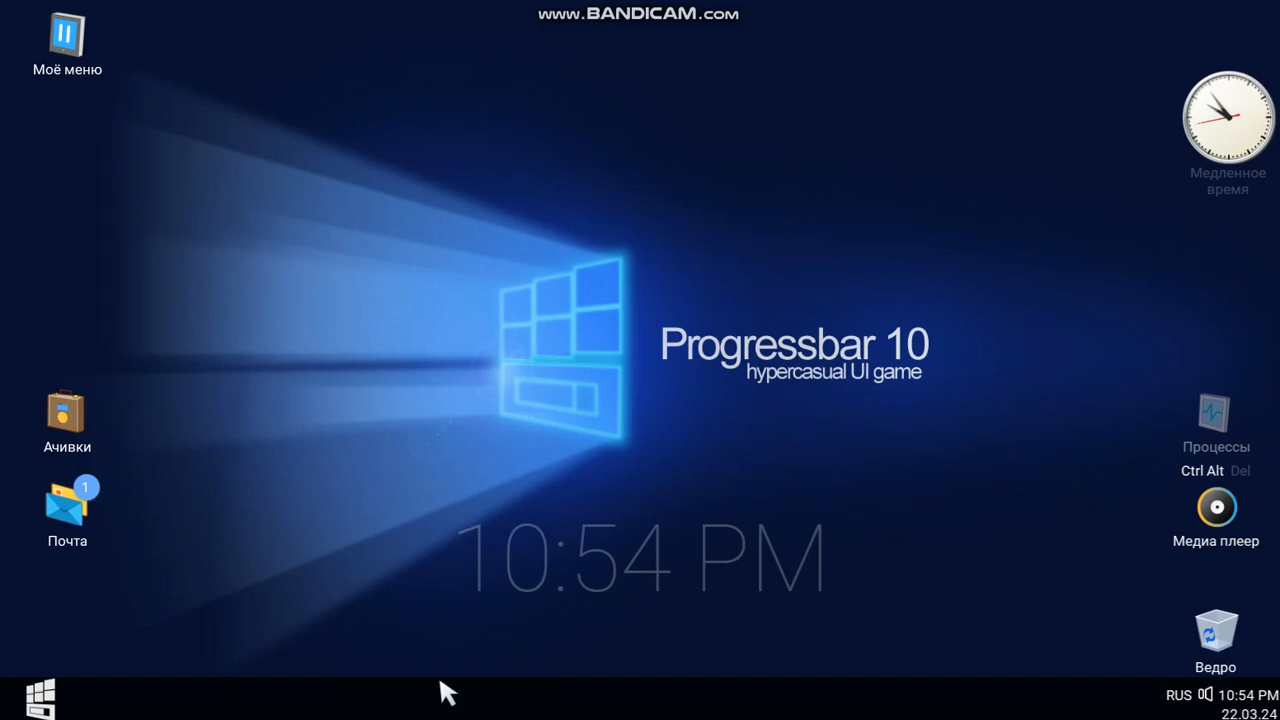 www.BANDICAM.com
Моё меню
Медленное
время
Progressbar 10
hypercasual UI game
Ачивки
Процессы
Ctrl Alt Del
1
Почта
Медиа плеер
10:54 PM
Ведро
RUS 10:54 PM
22.03.24